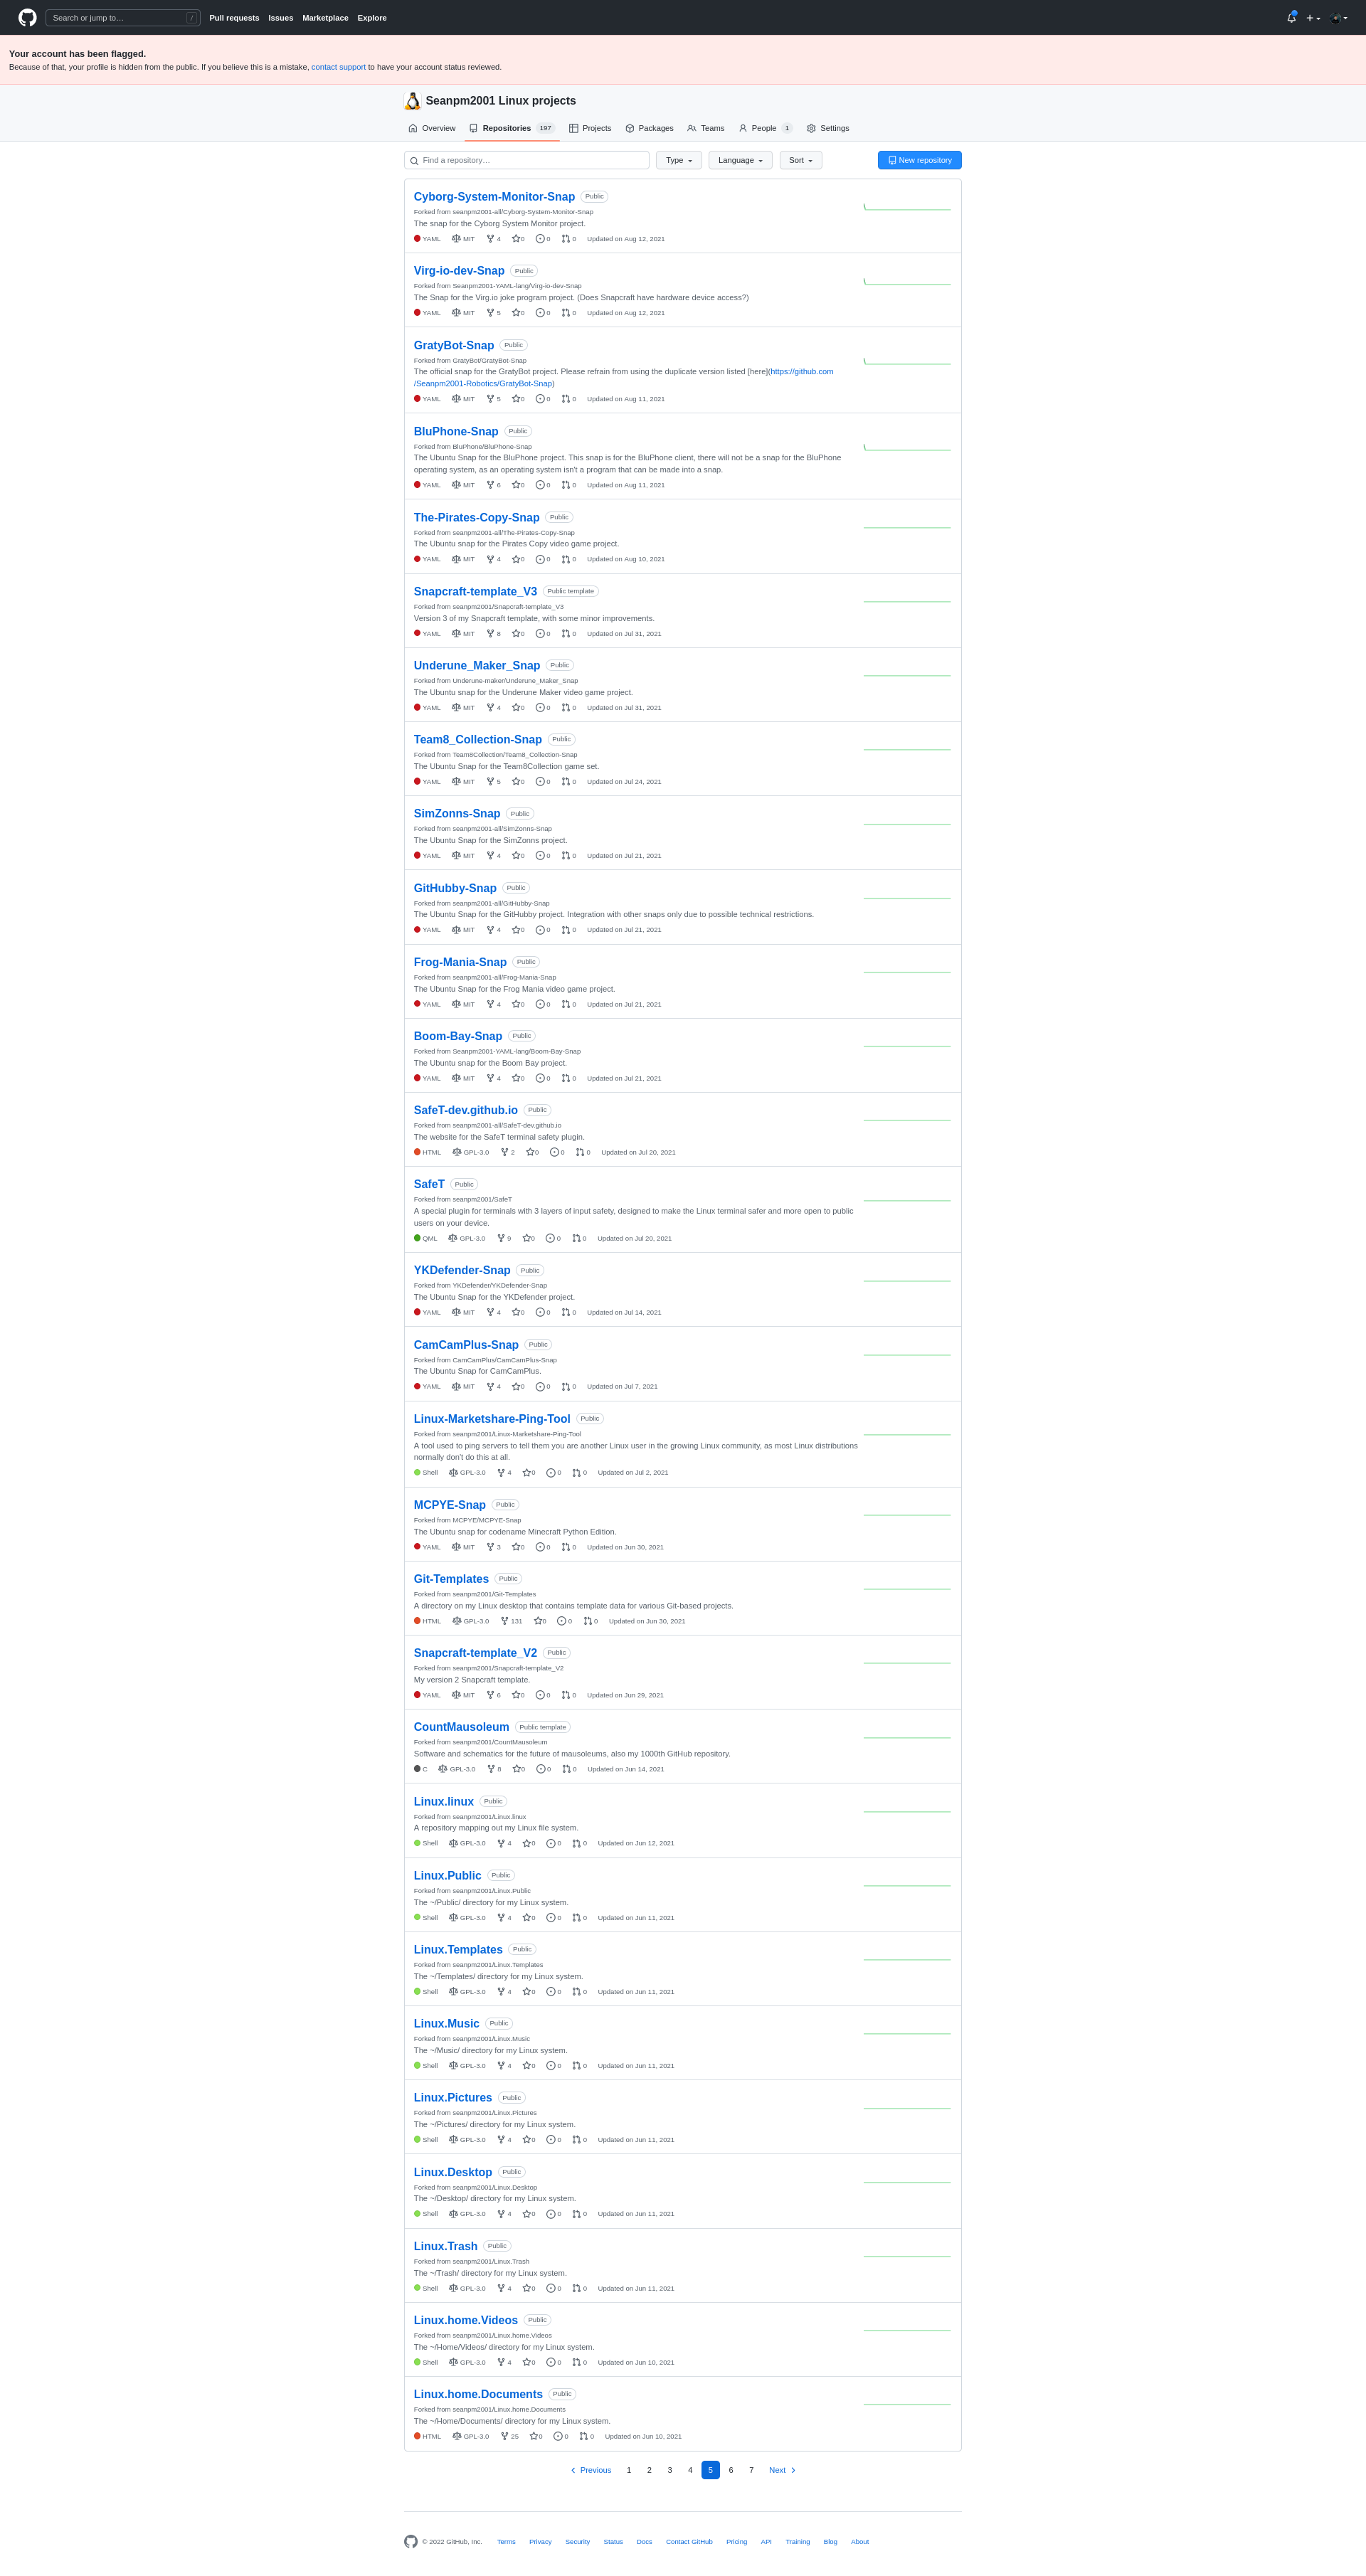 Search or jump to… /
Pull requests Issues Marketplace Explore
Your account has been flagged.
Because of that, your profile is hidden from the public. If you believe this is a mistake, contact support to have your account status reviewed.
Seanpm2001 Linux projects
Overview Repositories 197 Projects Packages Teams People 1 Settings
Find a repository… Type Language Sort New repository
Cyborg-System-Monitor-Snap Public
Forked from seanpm2001-all/Cyborg-System-Monitor-Snap
The snap for the Cyborg System Monitor project.
YAML MIT 4 0 0 0 Updated on Aug 12, 2021
Virg-io-dev-Snap Public
Forked from Seanpm2001-YAML-lang/Virg-io-dev-Snap
The Snap for the Virg.io joke program project. (Does Snapcraft have hardware device access?)
YAML MIT 5 0 0 0 Updated on Aug 12, 2021
GratyBot-Snap Public
Forked from GratyBot/GratyBot-Snap
The official snap for the GratyBot project. Please refrain from using the duplicate version listed [here](https://github.com
/Seanpm2001-Robotics/GratyBot-Snap)
YAML MIT 5 0 0 0 Updated on Aug 11, 2021
BluPhone-Snap Public
Forked from BluPhone/BluPhone-Snap
The Ubuntu Snap for the BluPhone project. This snap is for the BluPhone client, there will not be a snap for the BluPhone
operating system, as an operating system isn't a program that can be made into a snap.
YAML MIT 6 0 0 0 Updated on Aug 11, 2021
The-Pirates-Copy-Snap Public
Forked from seanpm2001-all/The-Pirates-Copy-Snap
The Ubuntu snap for the Pirates Copy video game project.
YAML MIT 4 0 0 0 Updated on Aug 10, 2021
Snapcraft-template_V3 Public template
Forked from seanpm2001/Snapcraft-template_V3
Version 3 of my Snapcraft template, with some minor improvements.
YAML MIT 8 0 0 0 Updated on Jul 31, 2021
Underune_Maker_Snap Public
Forked from Underune-maker/Underune_Maker_Snap
The Ubuntu snap for the Underune Maker video game project.
YAML MIT 4 0 0 0 Updated on Jul 31, 2021
Team8_Collection-Snap Public
Forked from Team8Collection/Team8_Collection-Snap
The Ubuntu Snap for the Team8Collection game set.
YAML MIT 5 0 0 0 Updated on Jul 24, 2021
SimZonns-Snap Public
Forked from seanpm2001-all/SimZonns-Snap
The Ubuntu Snap for the SimZonns project.
YAML MIT 4 0 0 0 Updated on Jul 21, 2021
GitHubby-Snap Public
Forked from seanpm2001-all/GitHubby-Snap
The Ubuntu Snap for the GitHubby project. Integration with other snaps only due to possible technical restrictions.
YAML MIT 4 0 0 0 Updated on Jul 21, 2021
Frog-Mania-Snap Public
Forked from seanpm2001-all/Frog-Mania-Snap
The Ubuntu Snap for the Frog Mania video game project.
YAML MIT 4 0 0 0 Updated on Jul 21, 2021
Boom-Bay-Snap Public
Forked from Seanpm2001-YAML-lang/Boom-Bay-Snap
The Ubuntu snap for the Boom Bay project.
YAML MIT 4 0 0 0 Updated on Jul 21, 2021
SafeT-dev.github.io Public
Forked from seanpm2001-all/SafeT-dev.github.io
The website for the SafeT terminal safety plugin.
HTML GPL-3.0 2 0 0 0 Updated on Jul 20, 2021
SafeT Public
Forked from seanpm2001/SafeT
A special plugin for terminals with 3 layers of input safety, designed to make the Linux terminal safer and more open to public
users on your device.
QML GPL-3.0 9 0 0 0 Updated on Jul 20, 2021
YKDefender-Snap Public
Forked from YKDefender/YKDefender-Snap
The Ubuntu Snap for the YKDefender project.
YAML MIT 4 0 0 0 Updated on Jul 14, 2021
CamCamPlus-Snap Public
Forked from CamCamPlus/CamCamPlus-Snap
The Ubuntu Snap for CamCamPlus.
YAML MIT 4 0 0 0 Updated on Jul 7, 2021
Linux-Marketshare-Ping-Tool Public
Forked from seanpm2001/Linux-Marketshare-Ping-Tool
A tool used to ping servers to tell them you are another Linux user in the growing Linux community, as most Linux distributions
normally don't do this at all.
Shell GPL-3.0 4 0 0 0 Updated on Jul 2, 2021
MCPYE-Snap Public
Forked from MCPYE/MCPYE-Snap
The Ubuntu snap for codename Minecraft Python Edition.
YAML MIT 3 0 0 0 Updated on Jun 30, 2021
Git-Templates Public
Forked from seanpm2001/Git-Templates
A directory on my Linux desktop that contains template data for various Git-based projects.
HTML GPL-3.0 131 0 0 0 Updated on Jun 30, 2021
Snapcraft-template_V2 Public
Forked from seanpm2001/Snapcraft-template_V2
My version 2 Snapcraft template.
YAML MIT 6 0 0 0 Updated on Jun 29, 2021
CountMausoleum Public template
Forked from seanpm2001/CountMausoleum
Software and schematics for the future of mausoleums, also my 1000th GitHub repository.
C GPL-3.0 8 0 0 0 Updated on Jun 14, 2021
Linux.linux Public
Forked from seanpm2001/Linux.linux
A repository mapping out my Linux file system.
Shell GPL-3.0 4 0 0 0 Updated on Jun 12, 2021
Linux.Public Public
Forked from seanpm2001/Linux.Public
The ~/Public/ directory for my Linux system.
Shell GPL-3.0 4 0 0 0 Updated on Jun 11, 2021
Linux.Templates Public
Forked from seanpm2001/Linux.Templates
The ~/Templates/ directory for my Linux system.
Shell GPL-3.0 4 0 0 0 Updated on Jun 11, 2021
Linux.Music Public
Forked from seanpm2001/Linux.Music
The ~/Music/ directory for my Linux system.
Shell GPL-3.0 4 0 0 0 Updated on Jun 11, 2021
Linux.Pictures Public
Forked from seanpm2001/Linux.Pictures
The ~/Pictures/ directory for my Linux system.
Shell GPL-3.0 4 0 0 0 Updated on Jun 11, 2021
Linux.Desktop Public
Forked from seanpm2001/Linux.Desktop
The ~/Desktop/ directory for my Linux system.
Shell GPL-3.0 4 0 0 0 Updated on Jun 11, 2021
Linux.Trash Public
Forked from seanpm2001/Linux.Trash
The ~/Trash/ directory for my Linux system.
Shell GPL-3.0 4 0 0 0 Updated on Jun 11, 2021
Linux.home.Videos Public
Forked from seanpm2001/Linux.home.Videos
The ~/Home/Videos/ directory for my Linux system.
Shell GPL-3.0 4 0 0 0 Updated on Jun 10, 2021
Linux.home.Documents Public
Forked from seanpm2001/Linux.home.Documents
The ~/Home/Documents/ directory for my Linux system.
HTML GPL-3.0 25 0 0 0 Updated on Jun 10, 2021
Previous 1 2 3 4 5 6 7 Next
© 2022 GitHub, Inc. Terms Privacy Security Status Docs Contact GitHub Pricing API Training Blog About